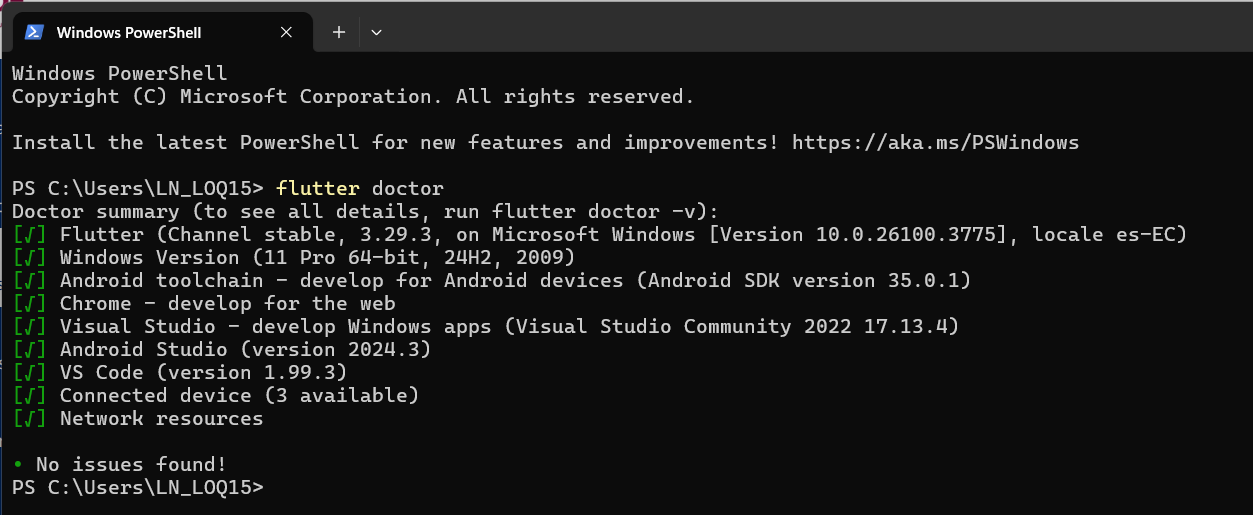 Windows PowerShell
Windows PowerShell
Copyright (C) Microsoft Corporation. All rights reserved.
Install the latest PowerShell for new features and improvements! https://aka.ms/PSWindows
PS C:\Users\LN_LOQ15> flutter doctor
Doctor summary (to see all details, run flutter doctor -v):
[√] Flutter (Channel stable, 3.29.3, on Microsoft Windows [Version 10.0.26100.3775], locale es-EC)
[√] Windows Version (11 Pro 64-bit, 24H2, 2009)
[√] Android toolchain - develop for Android devices (Android SDK version 35.0.1)
[√] Chrome - develop for the web
[√] Visual Studio - develop Windows apps (Visual Studio Community 2022 17.13.4)
[√] Android Studio (version 2024.3)
[√] VS Code (version 1.99.3)
[√] Connected device (3 available)
[√] Network resources
• No issues found!
PS C:\Users\LN_LOQ15>